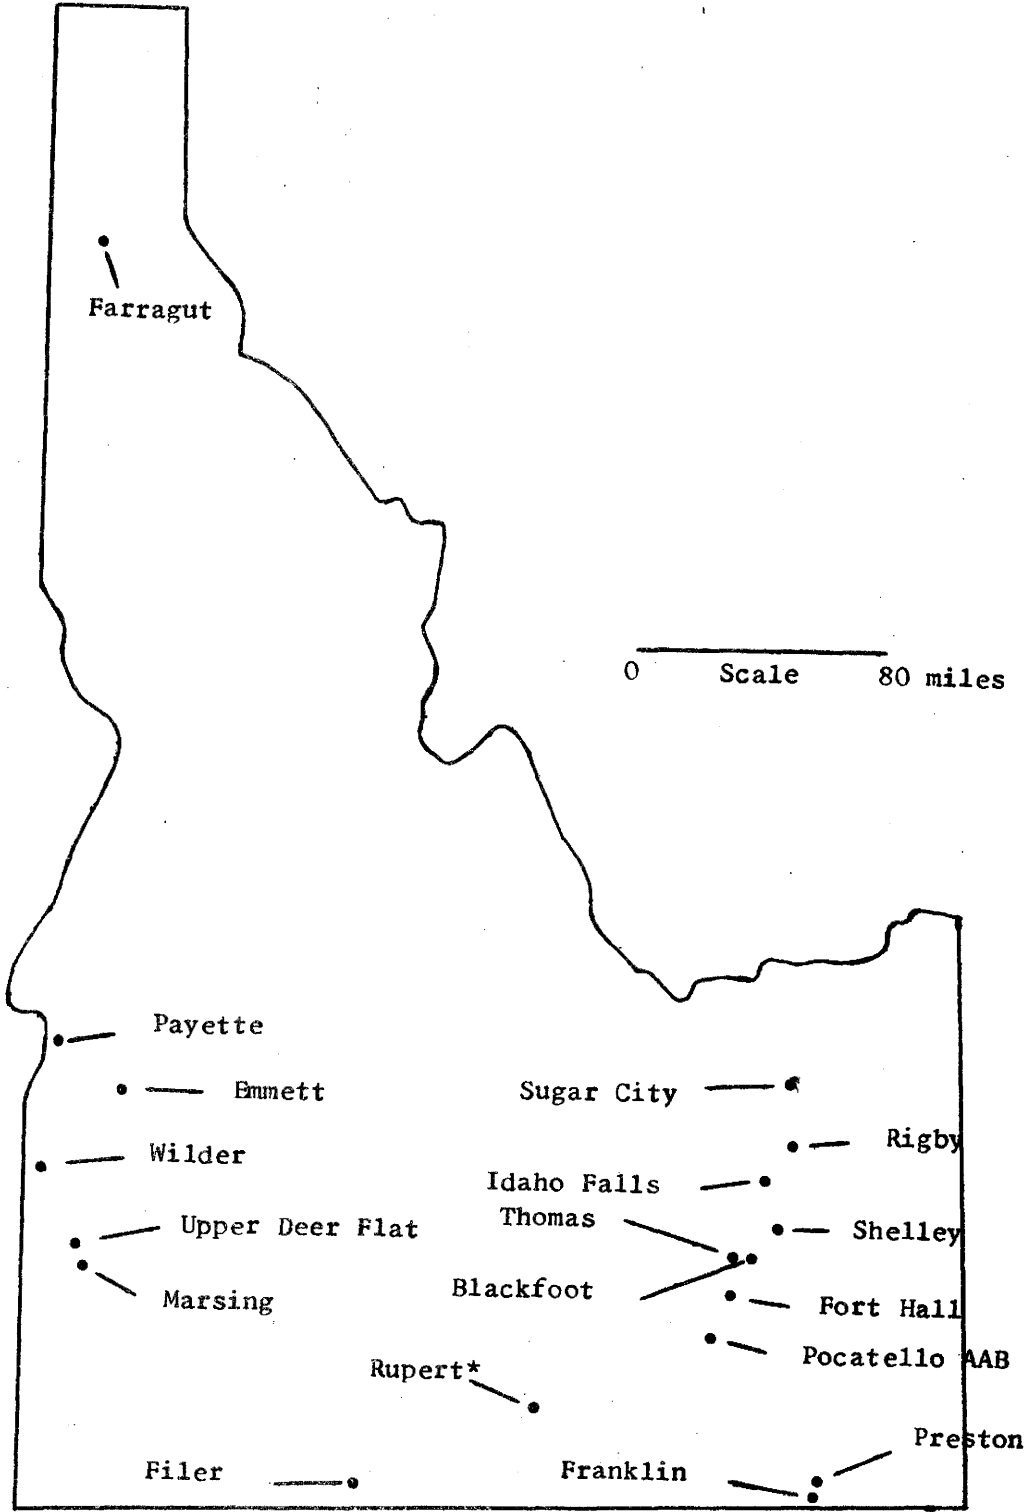 Farragut
0 Scale 80 miles
Payette
Emmett
Sugar City
Rigby
Wilder
Idaho Falls
Thomas
Upper Deer Flat
Shelley
Blackfoot
Marsing
Fort Hall
Pocatello AAB
Rupert*
Preston
Filer
Franklin